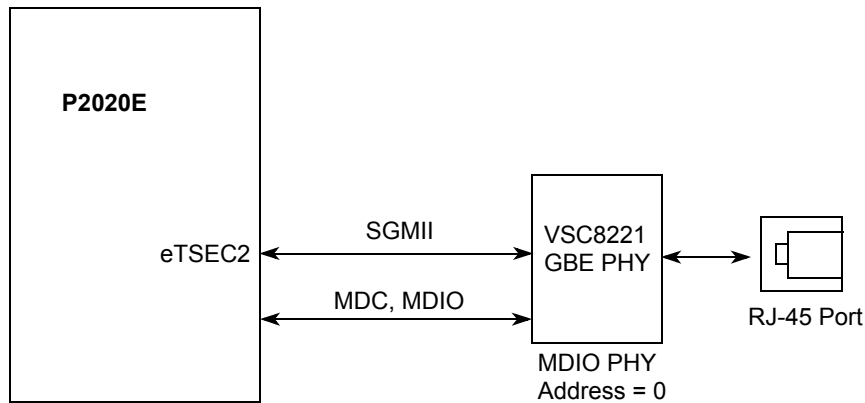 P2020E
SGMII
eTSEC2
VSC8221
GBE PHY
MDC, MDIO
RJ-45 Port
MDIO PHY
Address = 0